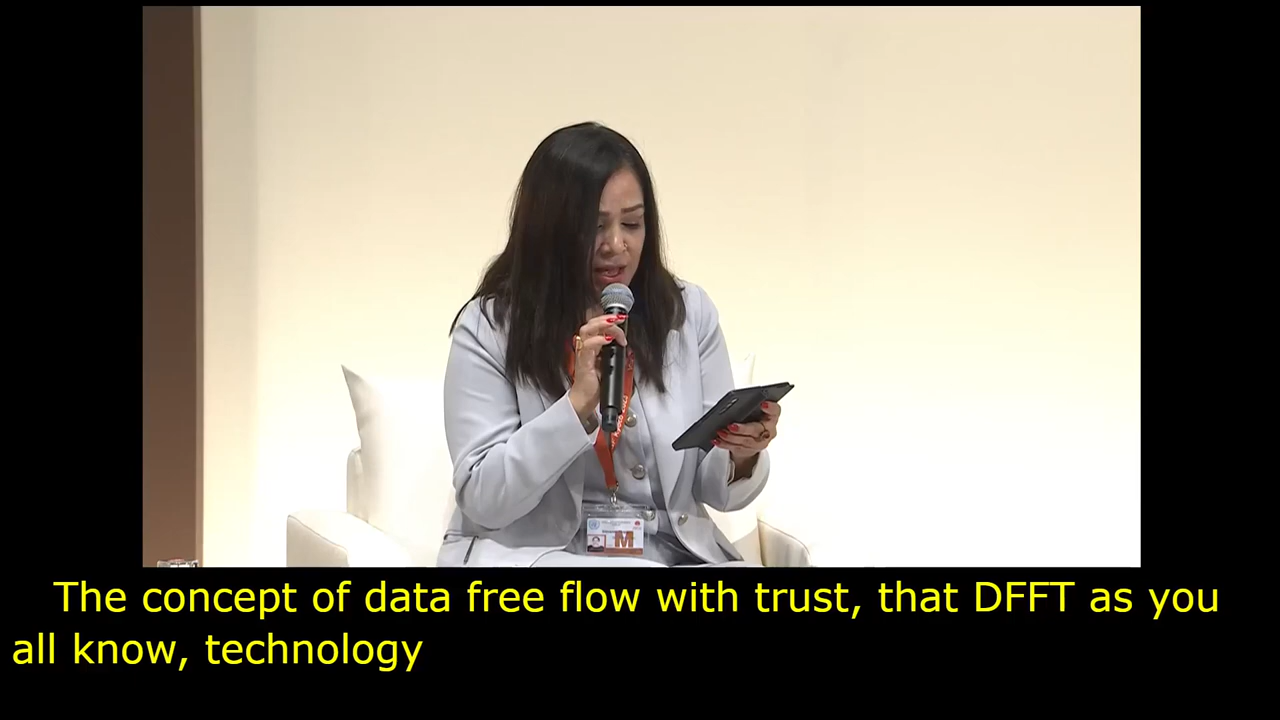 The concept of data free flow with trust, that DFFT as you
all know, technology
M